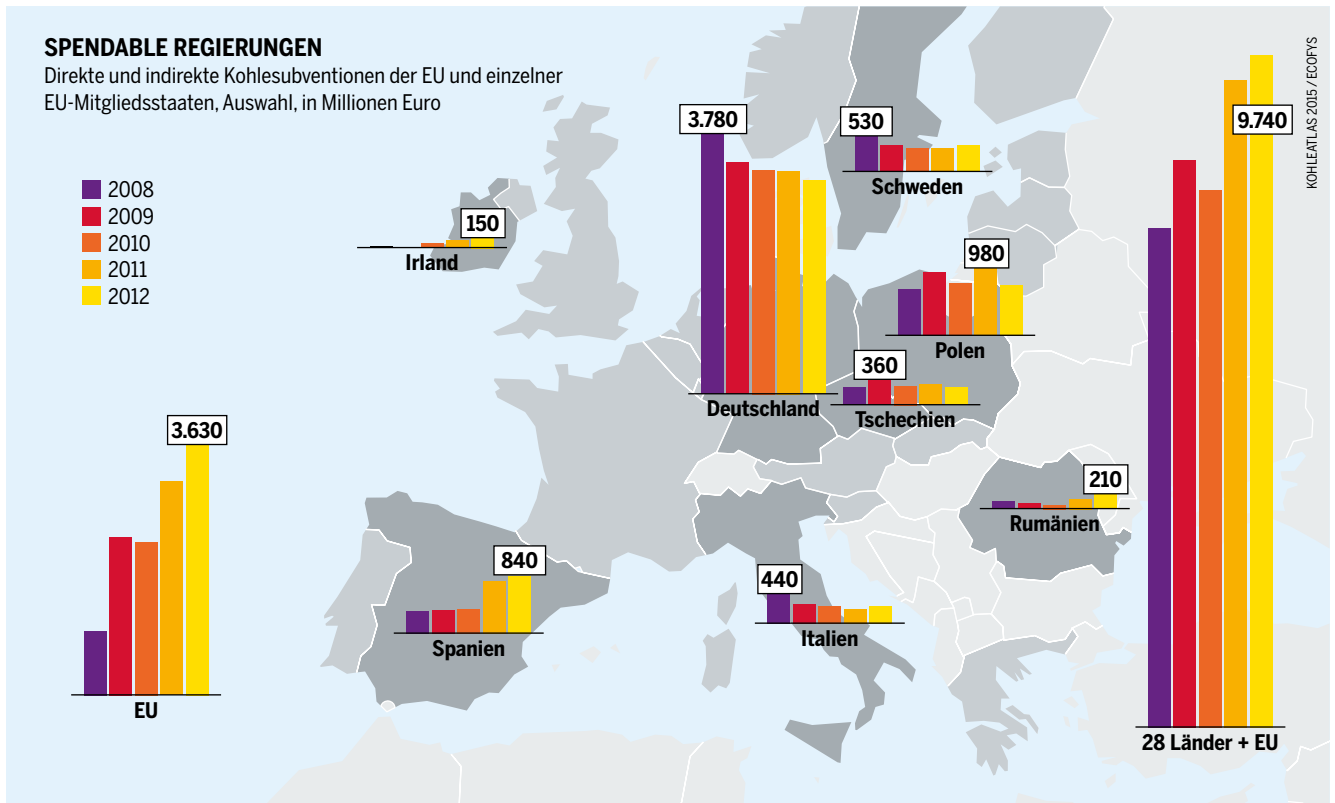 SPENDABLE REGIERUNGEN
Direkte und indirekte Kohlesubventionen der EU und einzelner
EU-Mitgliedsstaaten, Auswahl, in Millionen Euro
2008
2009
2010
2011
2012
150
Irland
3.780
Deutschland
530
Schweden
980
Polen
360
Tschechien
9.740
28 Länder + EU
3.630
EU
840
Spanien
440
Italien
210
Rumänien
KOHLEATLAS 2015 / ECOFYS